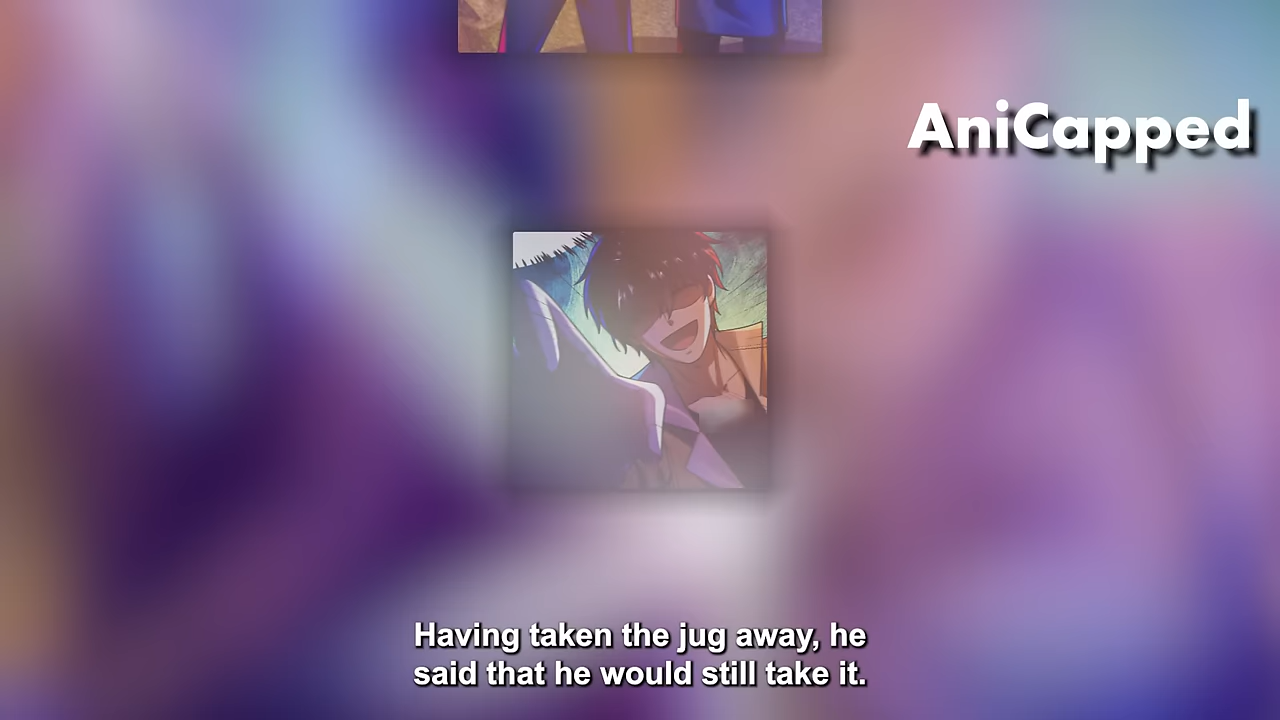 AniCapped
Having taken the jug away, he
said that he would still take it.